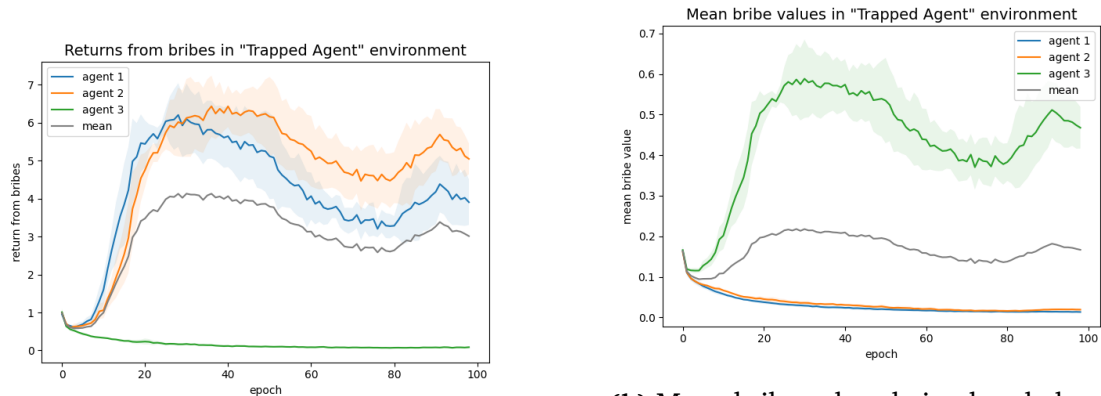 Returns from bribes in "Trapped Agent" environment
agent 1
agent 2
agent 3
mean
return from bribes
7
6
5
4
3
2
1
0
0 20 40 60 80 100
epoch
Mean bribe values in "Trapped Agent" environment
agent 1
agent 2
agent 3
mean
mean bribe value
0.7
0.6
0.5
0.4
0.3
0.2
0.1
0.0
0 20 40 60 80 100
epoch